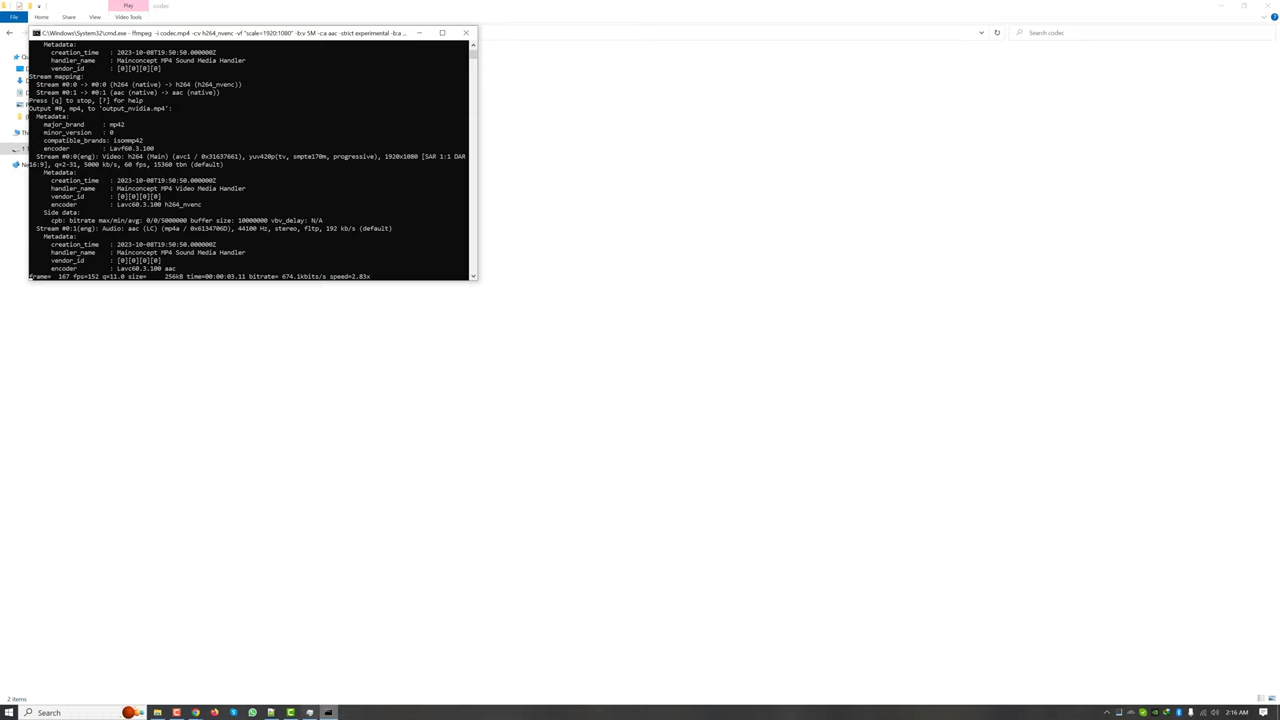 Play
codec
File
Home
Share
View
Video Tools
C:\Windows\System32\cmd.exe - ffmpeg -i codec.mp4 -c:v h264_nvenc -vf "scale=1920:1080" -b:v 5M -c:a aac -strict experimental -b:a ...
Search codec
Metadata:
creation_time : 2023-10-08T19:50:50.000000Z
handler_name : Mainconcept MP4 Sound Media Handler
vendor_id : [0][0][0][0]
Stream mapping:
Stream #0:0 -> #0:0 (h264 (native) -> h264 (h264_nvenc))
Stream #0:1 -> #0:1 (aac (native) -> aac (native))
Press [q] to stop, [?] for help
Output #0, mp4, to 'output_nvidia.mp4':
Metadata:
major_brand : mp42
minor_version : 0
compatible_brands: isommp42
encoder : Lavf60.3.100
Stream #0:0(eng): Video: h264 (Main) (avc1 / 0x31637661), yuv420p(tv, smpte170m, progressive), 1920x1080 [SAR 1:1 DAR
16:9], q=2-31, 5000 kb/s, 60 fps, 15360 tbn (default)
Metadata:
creation_time : 2023-10-08T19:50:50.000000Z
handler_name : Mainconcept MP4 Video Media Handler
vendor_id : [0][0][0][0]
encoder : Lavc60.3.100 h264_nvenc
Side data:
cpb: bitrate max/min/avg: 0/0/5000000 buffer size: 10000000 vbv_delay: N/A
Stream #0:1(eng): Audio: aac (LC) (mp4a / 0x6134706D), 44100 Hz, stereo, fltp, 192 kb/s (default)
Metadata:
creation_time : 2023-10-08T19:50:50.000000Z
handler_name : Mainconcept MP4 Sound Media Handler
vendor_id : [0][0][0][0]
encoder : Lavc60.3.100 aac
frame= 167 fps=152 q=11.0 size= 256kB time=00:00:03.11 bitrate= 674.1kbits/s speed=2.83x
2 items
Search
2:16 AM